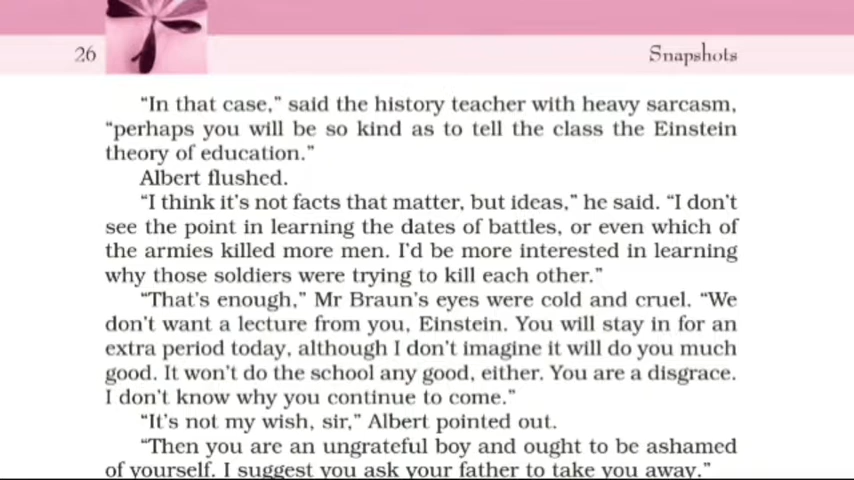 26
Snapshots
“In that case,” said the history teacher with heavy sarcasm,
“perhaps you will be so kind as to tell the class the Einstein
theory of education.”
Albert flushed.
“I think it’s not facts that matter, but ideas,” he said. “I don’t
see the point in learning the dates of battles, or even which of
the armies killed more men. I’d be more interested in learning
why those soldiers were trying to kill each other.”
“That’s enough,” Mr Braun’s eyes were cold and cruel. “We
don’t want a lecture from you, Einstein. You will stay in for an
extra period today, although I don’t imagine it will do you much
good. It won’t do the school any good, either. You are a disgrace.
I don’t know why you continue to come.”
“It’s not my wish, sir,” Albert pointed out.
“Then you are an ungrateful boy and ought to be ashamed
of yourself. I suggest you ask your father to take you away.”